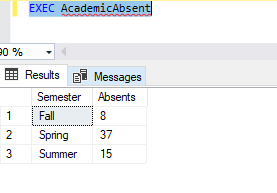 EXEC AcademicAbsent
90 %
Results Messages
Semester Absents
1 Fall 8
2 Spring 37
3 Summer 15